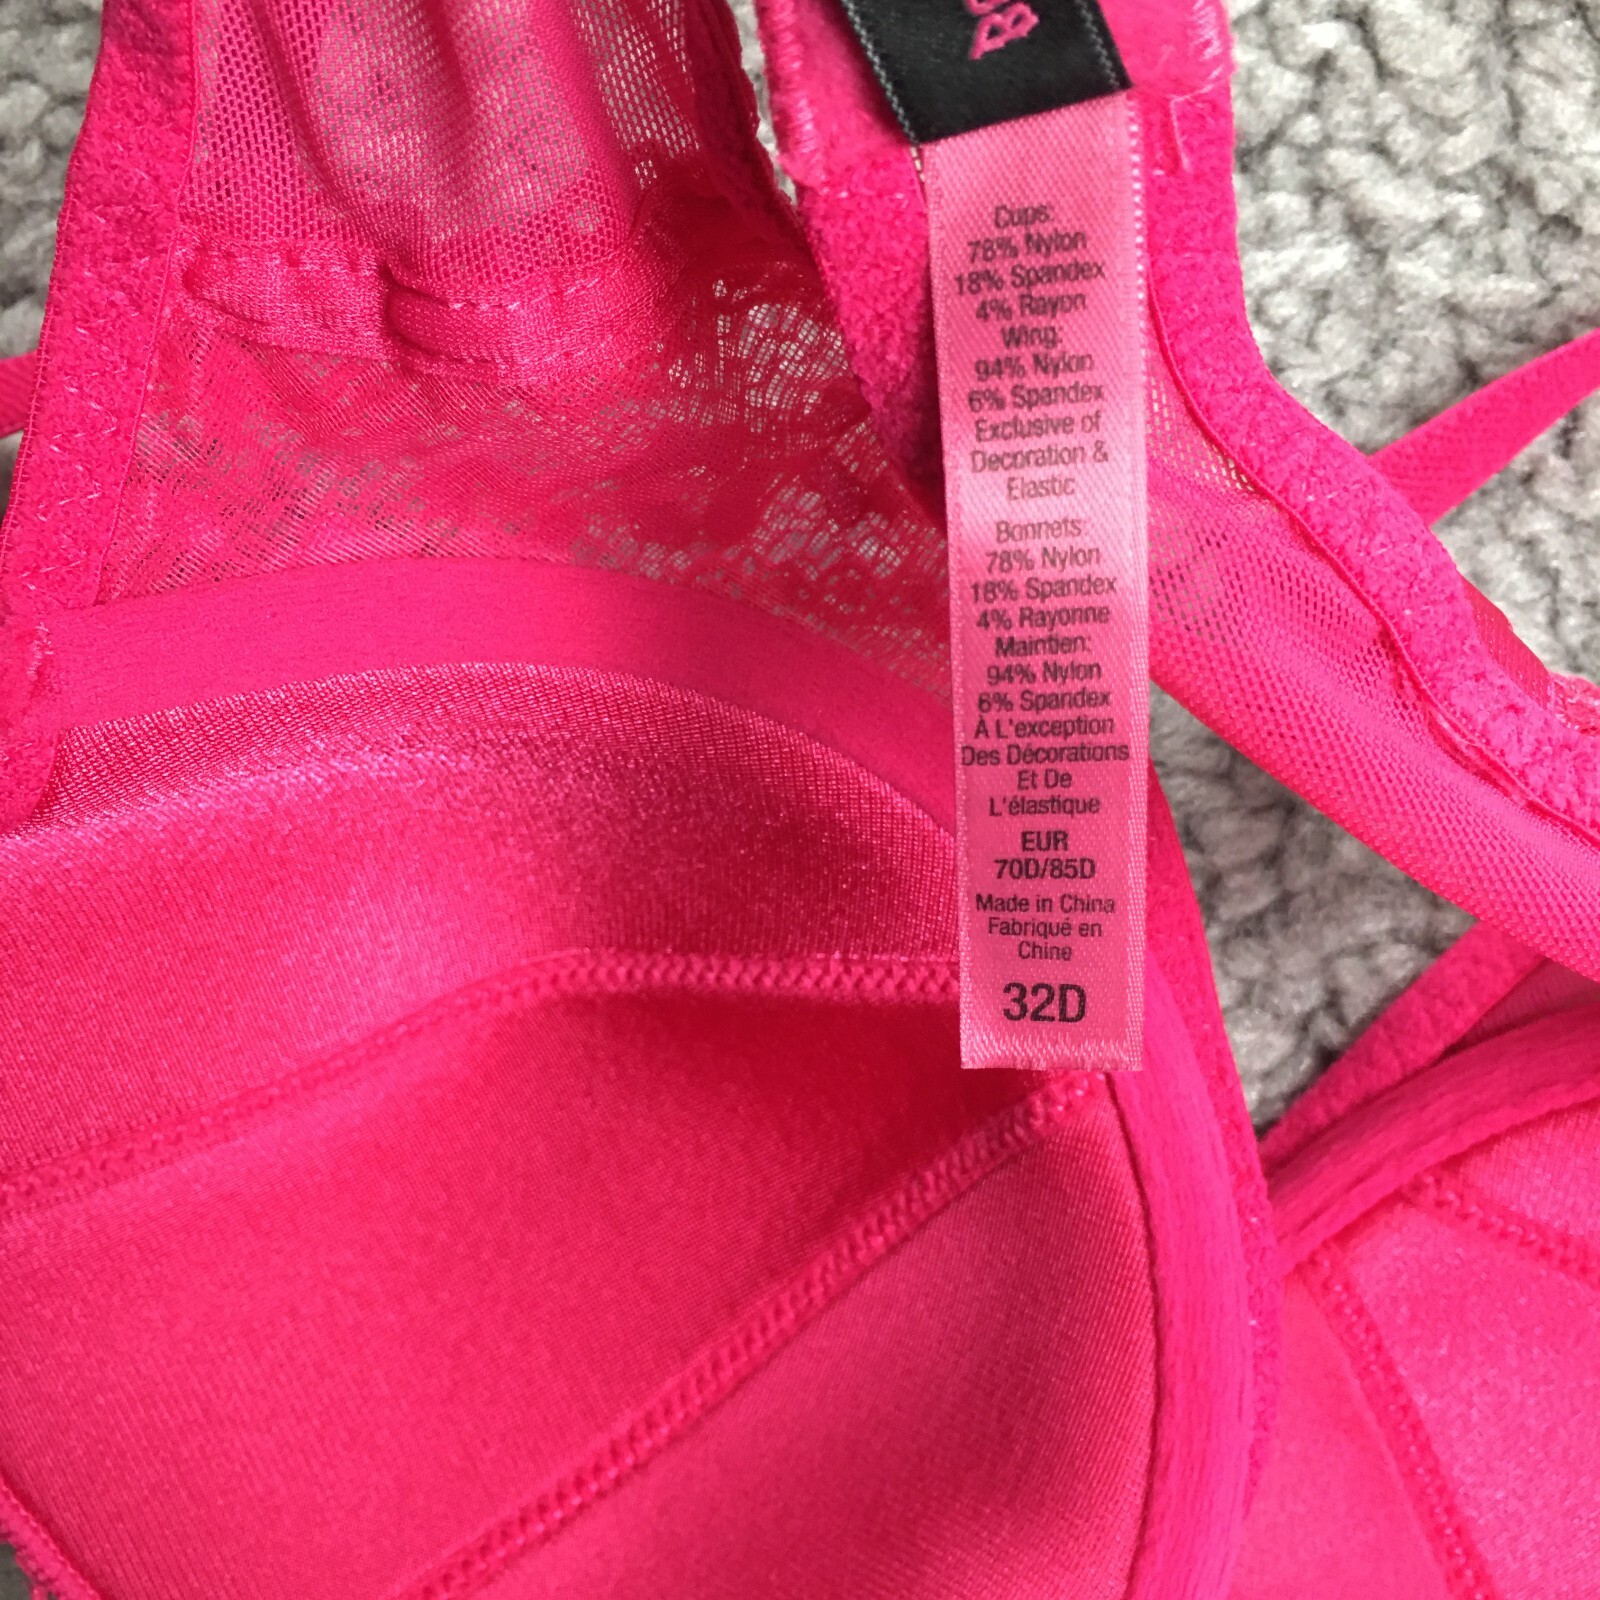 Cups:
78% Nylon
18% Spandex
4% Rayon
Wing:
94% Nylon
6% Spandex
Exclusive of
Decoration &
Elastic
Bonnets:
78% Nylon
18% Spandex
4% Rayonne
Maintien:
94% Nylon
6% Spandex
À L'exception
Des Décorations
Et De
L'élastique
EUR
70D/85D
Made in China
Fabriqué en
Chine
32D